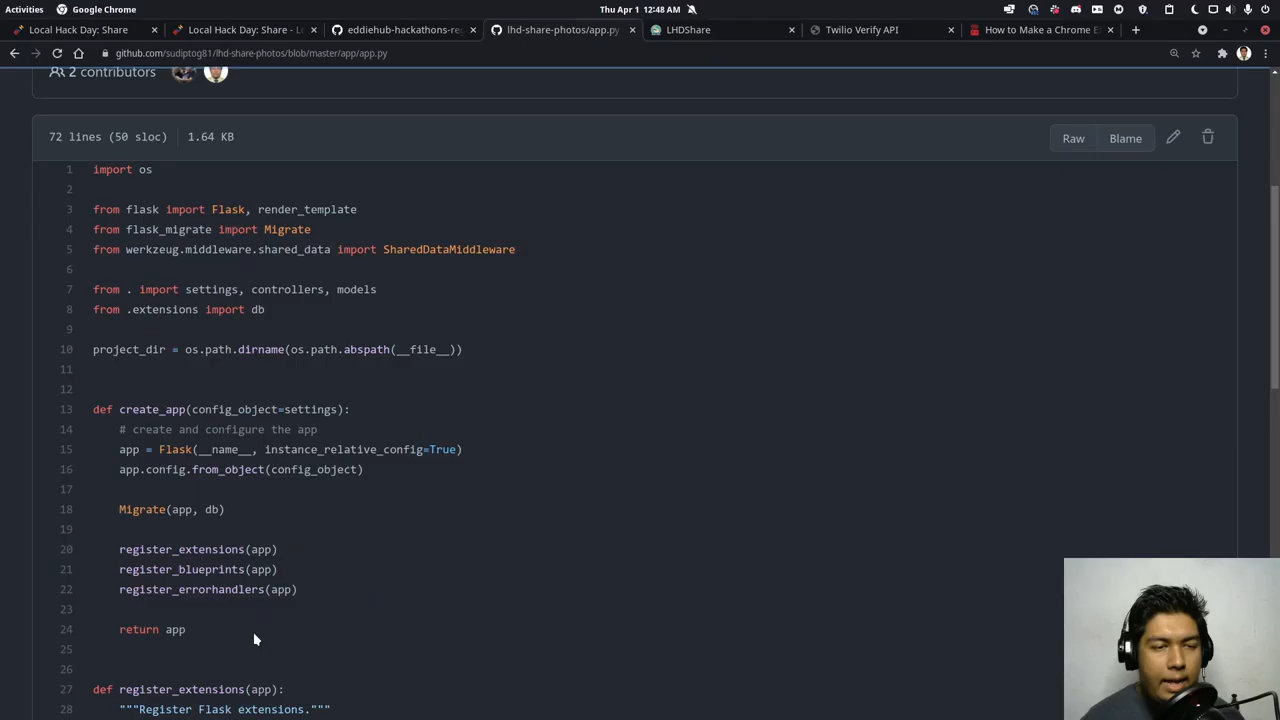 Activities
Google Chrome
Thu Apr 1 12:48 AM
Local Hack Day: Share
Local Hack Day: Share - L
eddiehub-hackathons-re
lhd-share-photos/app.py
LHDShare
Twilio Verify API
How to Make a Chrome E
github.com/sudiptog81/lhd-share-photos/blob/master/app/app.py
2 contributors
72 lines (50 sloc) 1.64 KB
Raw
Blame
1 import os
2
3 from flask import Flask, render_template
4 from flask_migrate import Migrate
5 from werkzeug.middleware.shared_data import SharedDataMiddleware
6
7 from . import settings, controllers, models
8 from .extensions import db
9
10 project_dir = os.path.dirname(os.path.abspath(__file__))
11
12
13 def create_app(config_object=settings):
14 # create and configure the app
15 app = Flask(__name__, instance_relative_config=True)
16 app.config.from_object(config_object)
17
18 Migrate(app, db)
19
20 register_extensions(app)
21 register_blueprints(app)
22 register_errorhandlers(app)
23
24 return app
25
26
27 def register_extensions(app):
28 """Register Flask extensions."""